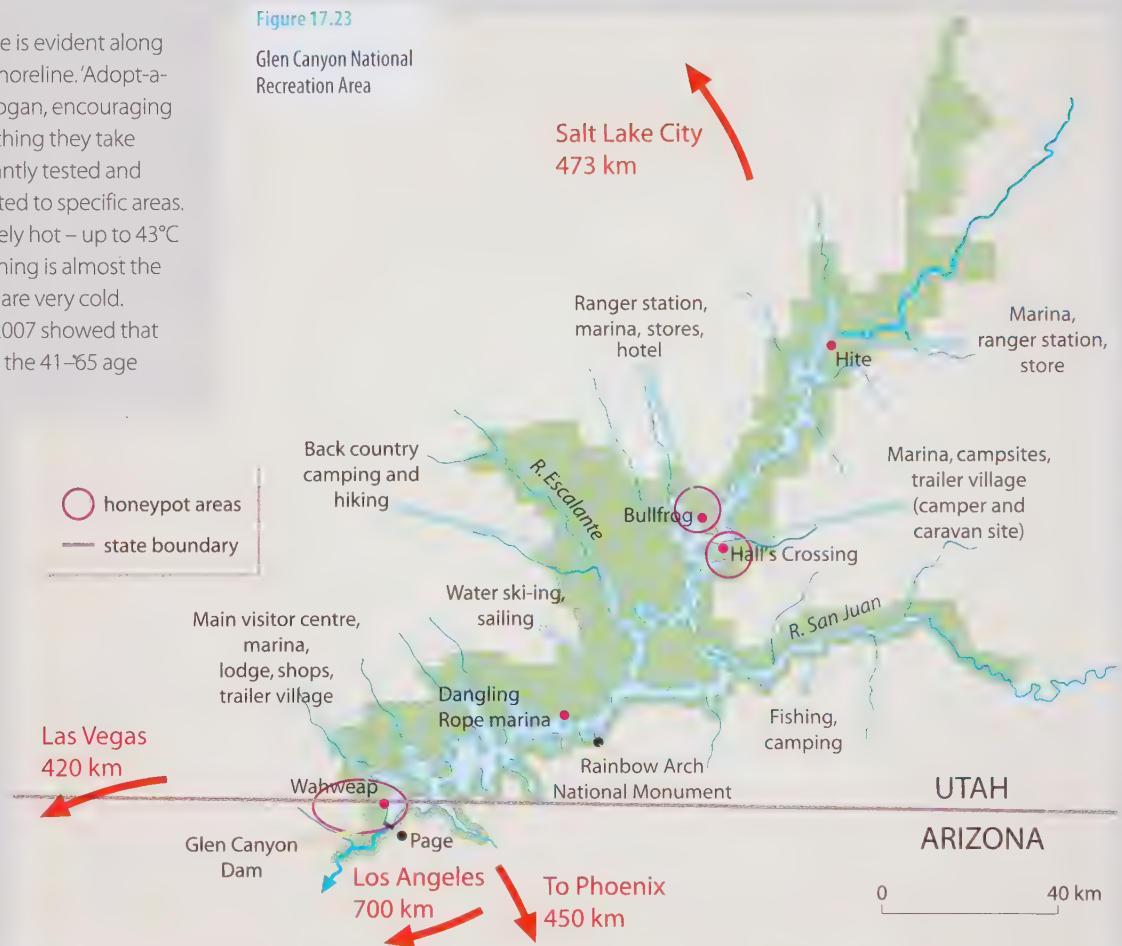 e is evident along
noreline. 'Adopt-a-
ogan, encouraging
thing they take
antly tested and
ted to specific areas.
ely hot – up to 43°C
ning is almost the
are very cold.
2007 showed that
the 41–65 age
Figure 17.23
Glen Canyon National
Recreation Area
Salt Lake City
473 km
Ranger station,
marina, stores,
hotel
Hite
Marina,
ranger station,
store
Back country
camping and
hiking
R. Escalante
Bullfrog
Hall's Crossing
Marina, campsites,
trailer village
(camper and
caravan site)
honeypot areas
state boundary
Water ski-ing,
sailing
R. San Juan
Main visitor centre,
marina,
lodge, shops,
trailer village
Dangling
Rope marina
Fishing,
camping
Rainbow Arch
National Monument
Las Vegas
420 km
Wahweap
UTAH
ARIZONA
Glen Canyon
Dam
Page
Los Angeles
700 km
To Phoenix
450 km
0 40 km